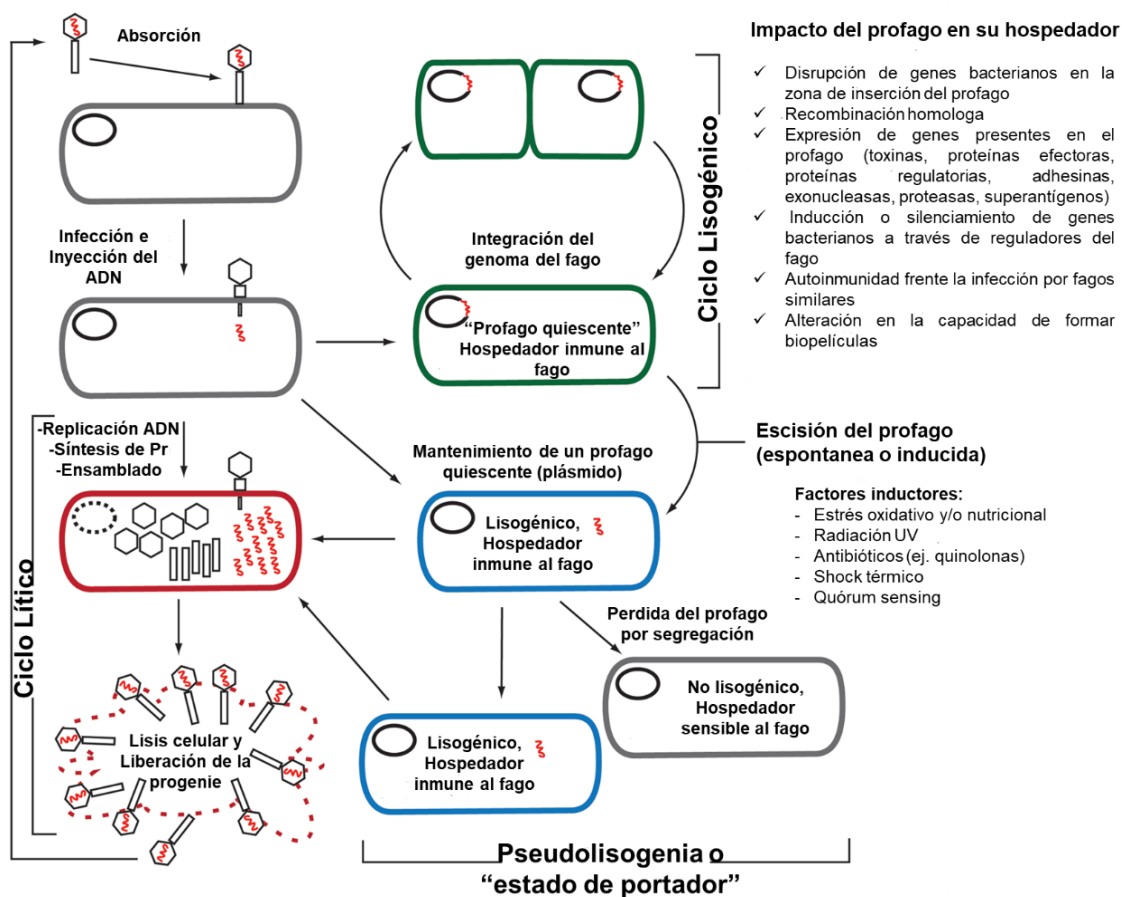 Absorción
Infección e
Inyección del
ADN
-Replicación ADN
-Síntesis de Pr
-Ensamblado
Ciclo Lítico
Lisis celular y
Liberación de la
progenie
Integración del
genoma del fago
“Profago quiescente”
Hospedador inmune al
fago
Ciclo Lisogénico
Mantenimiento de un profago
quiescente (plásmido)
Lisogénico,
Hospedador
inmune al fago
Perdida del profago
por segregación
No lisogénico,
Hospedador
sensible al fago
Lisogénico,
Hospedador
inmune al fago
Pseudolisogenia o
“estado de portador”
Impacto del profago en su hospedador
✓ Disrupción de genes bacterianos en la
zona de inserción del profago
✓ Recombinación homologa
✓ Expresión de genes presentes en el
profago (toxinas, proteínas efectoras,
proteínas regulatorias, adhesinas,
exonucleasas, proteasas, superantígenos)
✓ Inducción o silenciamiento de genes
bacterianos a través de reguladores del
fago
✓ Autoinmunidad frente la infección por fagos
similares
✓ Alteración en la capacidad de formar
biopelículas
Escisión del profago
(espontanea o inducida)
Factores inductores:
- Estrés oxidativo y/o nutricional
- Radiación UV
- Antibióticos (ej. quinolonas)
- Shock térmico
- Quórum sensing